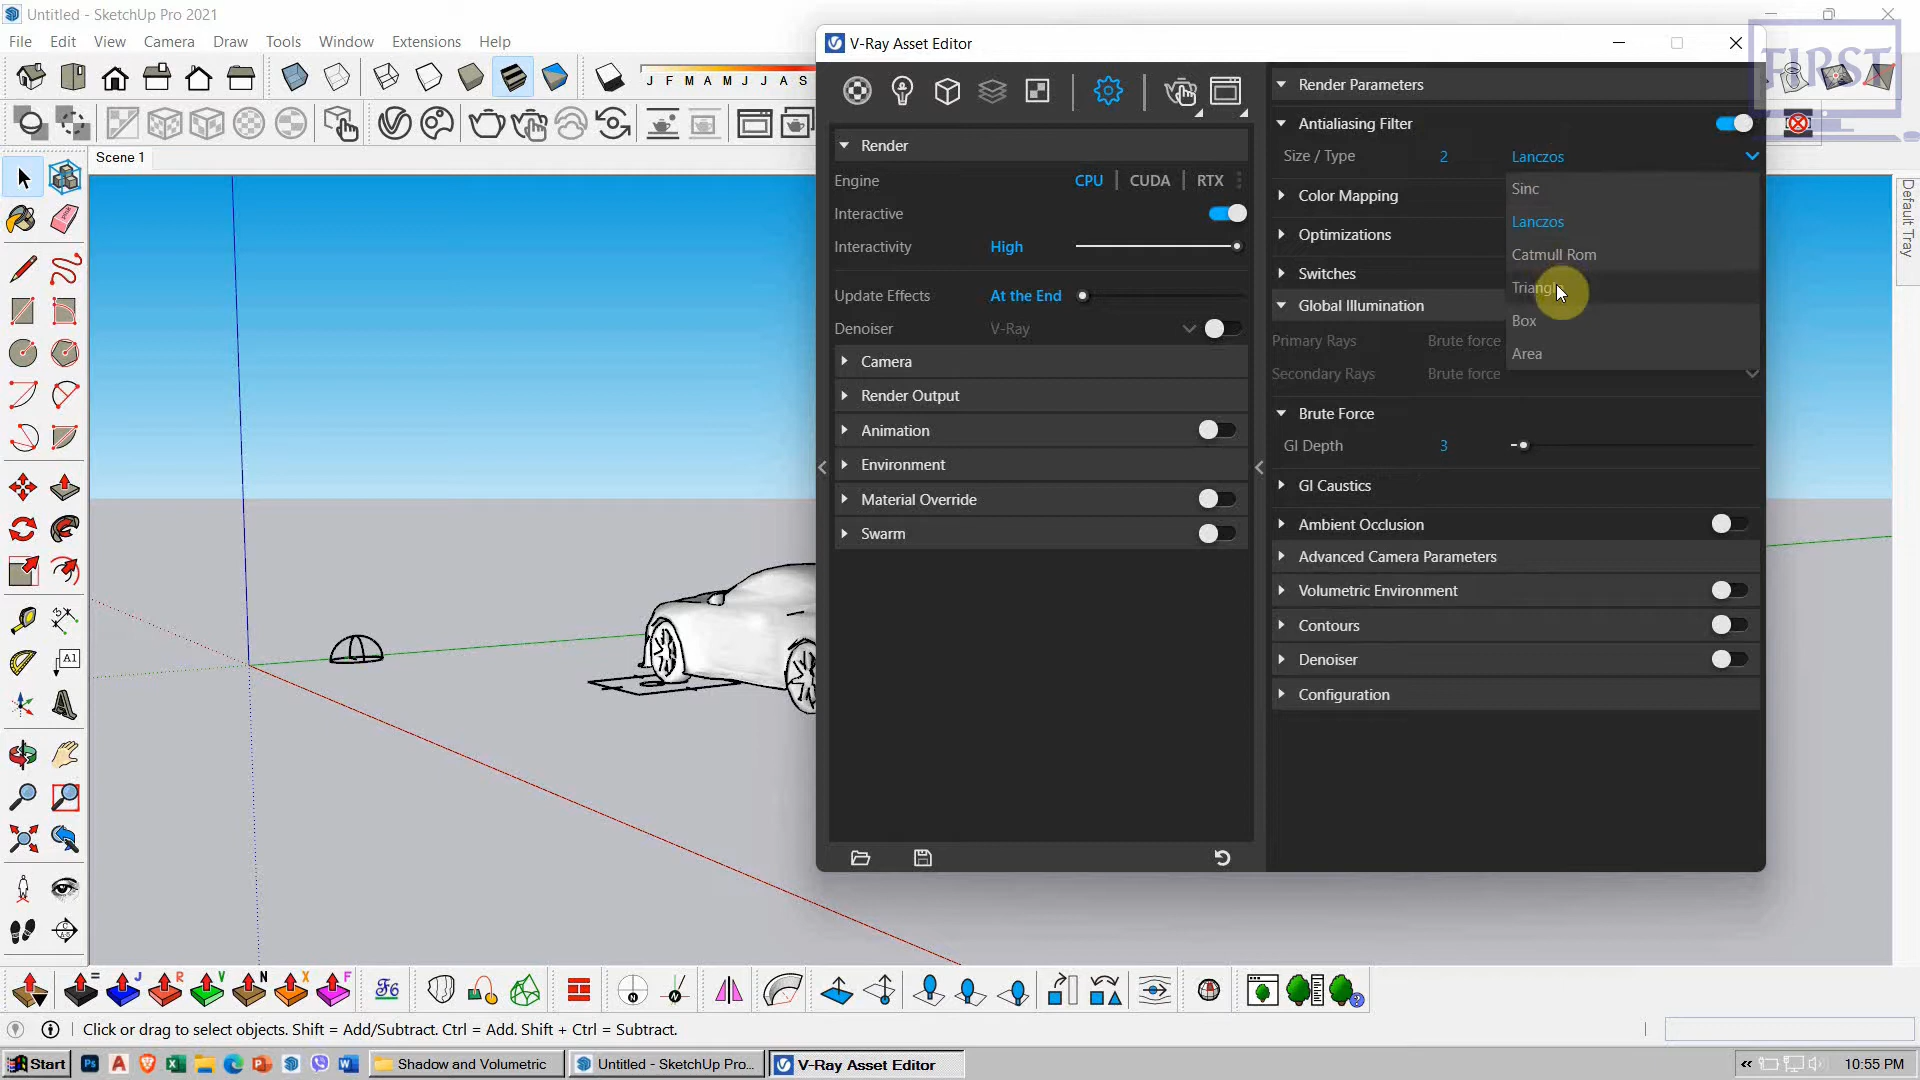 Untitled - SketchUp Pro 2021
File Edit View Camera Draw Tools Window Extensions Help
J F M A M J J A S
Scene 1
A1
= J R V N X F
F6
Click or drag to select objects. Shift = Add/Subtract. Ctrl = Add. Shift + Ctrl = Subtract.
Start
Shadow and Volumetric
Untitled - SketchUp Pro...
V-Ray Asset Editor
10:55 PM
V-Ray Asset Editor
Render
Engine CPU CUDA RTX
Interactive
Interactivity High
Update Effects At the End
Denoiser V-Ray
Camera
Render Output
Animation
Environment
Material Override
Swarm
Render Parameters
Antialiasing Filter
Size / Type 2 Lanczos
Sinc
Lanczos
Catmull Rom
Triangle
Box
Area
Color Mapping
Optimizations
Switches
Global Illumination
Primary Rays Brute force
Secondary Rays Brute force
Brute Force
GI Depth 3
GI Caustics
Ambient Occlusion
Advanced Camera Parameters
Volumetric Environment
Contours
Denoiser
Configuration
FIRST
Default Tray